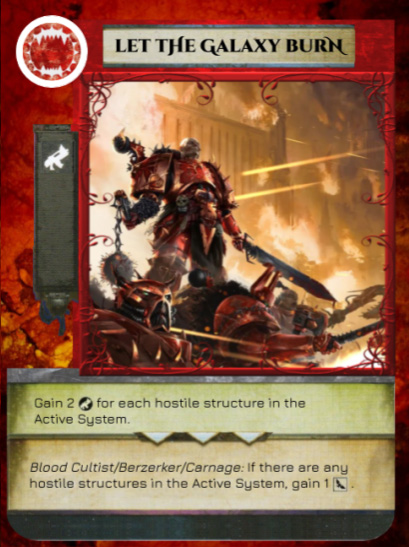 LET THE GALAXY BURN
Gain 2 for each hostile structure in the
Active System.
Blood Cultist/Berzerker/Carnage: If there are any
hostile structures in the Active System, gain 1 .